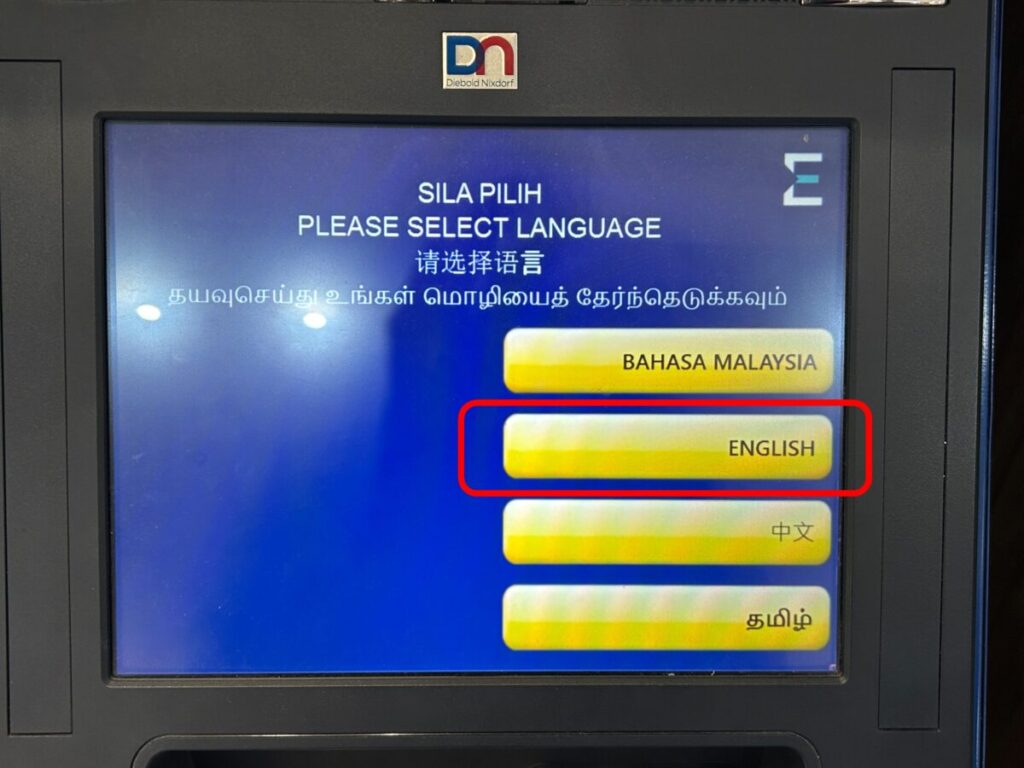 DN
Diebold Nixdorf
SILA PILIH
PLEASE SELECT LANGUAGE
请选择语言
தயவுசெய்து உங்கள் மொழியைத் தேர்ந்தெடுக்கவும்
BAHASA MALAYSIA
ENGLISH
中文
தமிழ்